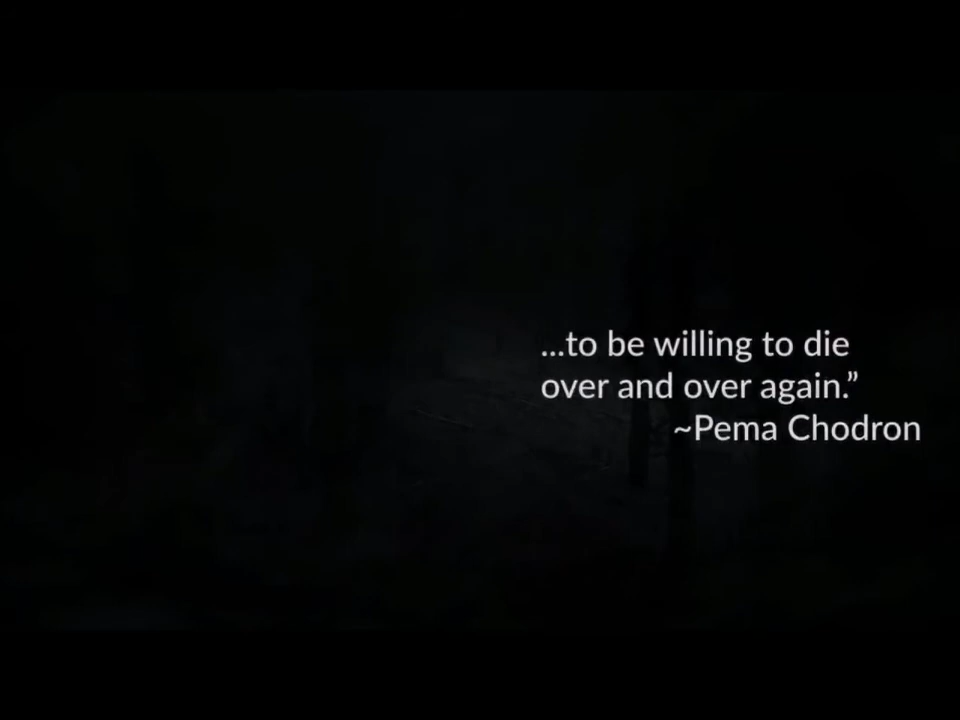 ...to be willing to die
over and over again.”
~Pema Chodron